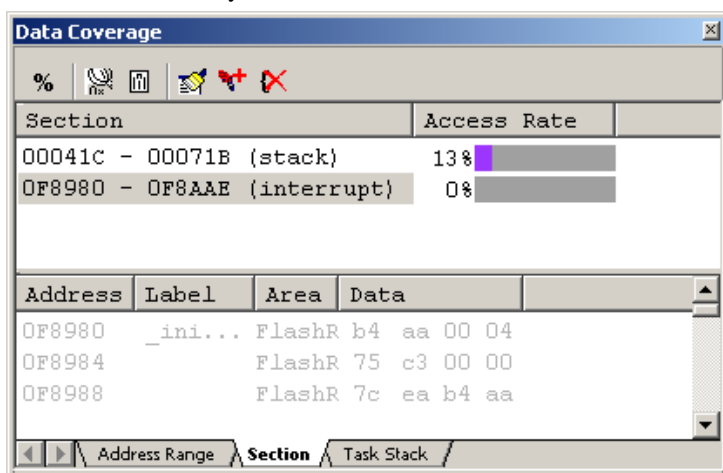 Data Coverage
%
Section Access Rate
00041C - 00071B (stack) 13%
0F8980 - 0F8AAE (interrupt) 0%
Address Label Area Data
0F8980 _ini... FlashR b4 aa 00 04
0F8984 FlashR 75 c3 00 00
0F8988 FlashR 7c ea b4 aa
Address Range Section Task Stack